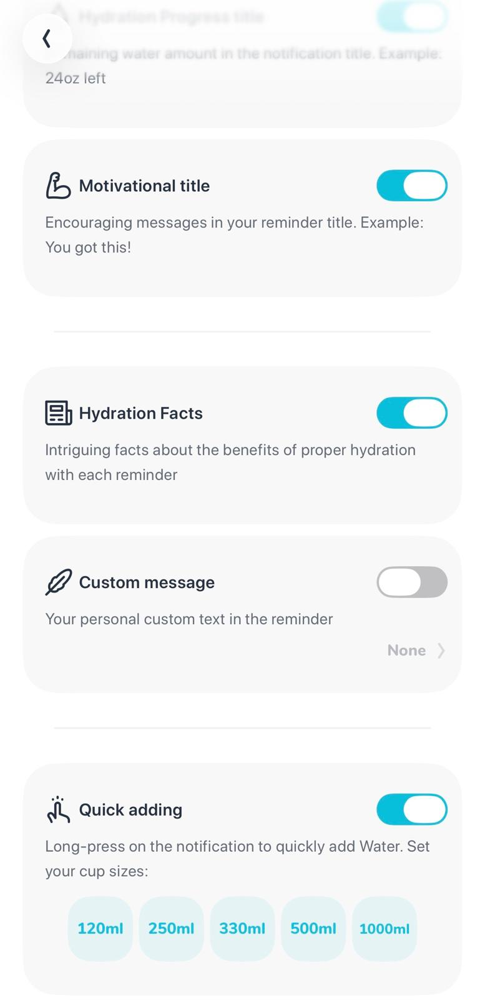 Hydration Progress title
maining water amount in the notification title. Example:
24oz left
Motivational title
Encouraging messages in your reminder title. Example:
You got this!
Hydration Facts
Intriguing facts about the benefits of proper hydration
with each reminder
Custom message
Your personal custom text in the reminder
None
Quick adding
Long-press on the notification to quickly add Water. Set
your cup sizes:
120ml 250ml 330ml 500ml 1000ml